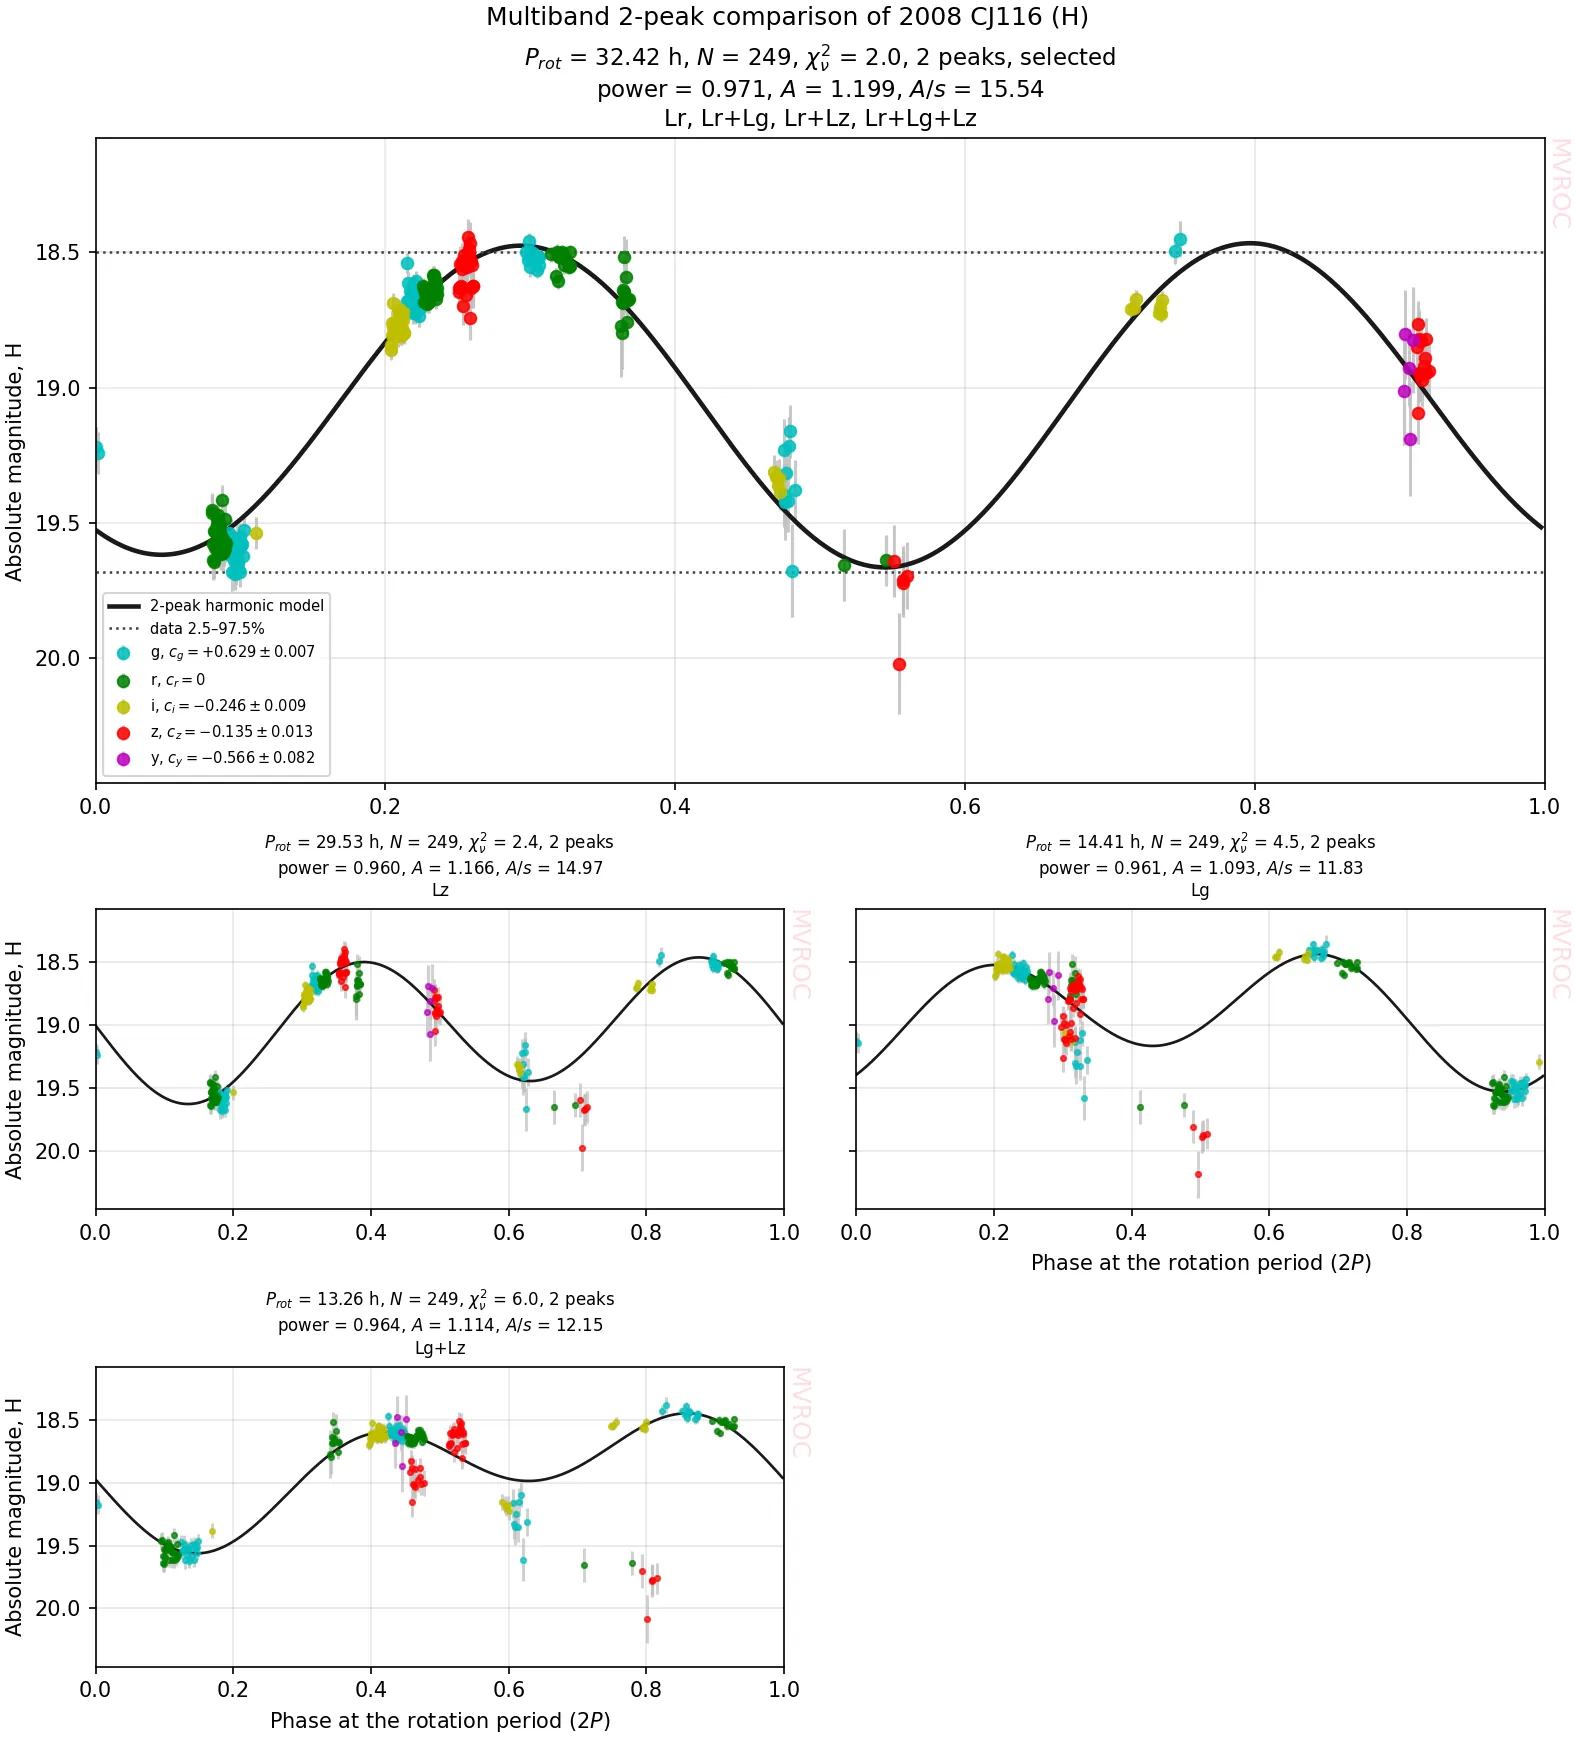 Multiband 2-peak comparison of 2008 CJ116 (H)
P_rot = 32.42 h, N = 249, χ²_ν = 2.0, 2 peaks, selected
power = 0.971, A = 1.199, A/s = 15.54
Lr, Lr+Lg, Lr+Lz, Lr+Lg+Lz
MVROC
Absolute magnitude, H
18.5
19.0
19.5
20.0
2-peak harmonic model
data 2.5–97.5%
g, c_g = +0.629 ± 0.007
r, c_r = 0
i, c_i = −0.246 ± 0.009
z, c_z = −0.135 ± 0.013
y, c_y = −0.566 ± 0.082
0.0 0.2 0.4 0.6 0.8 1.0
P_rot = 29.53 h, N = 249, χ²_ν = 2.4, 2 peaks
power = 0.960, A = 1.166, A/s = 14.97
Lz
MVROC
Absolute magnitude, H
18.5
19.0
19.5
20.0
0.0 0.2 0.4 0.6 0.8 1.0
P_rot = 14.41 h, N = 249, χ²_ν = 4.5, 2 peaks
power = 0.961, A = 1.093, A/s = 11.83
Lg
MVROC
0.0 0.2 0.4 0.6 0.8 1.0
Phase at the rotation period (2P)
P_rot = 13.26 h, N = 249, χ²_ν = 6.0, 2 peaks
power = 0.964, A = 1.114, A/s = 12.15
Lg+Lz
MVROC
Absolute magnitude, H
18.5
19.0
19.5
20.0
0.0 0.2 0.4 0.6 0.8 1.0
Phase at the rotation period (2P)